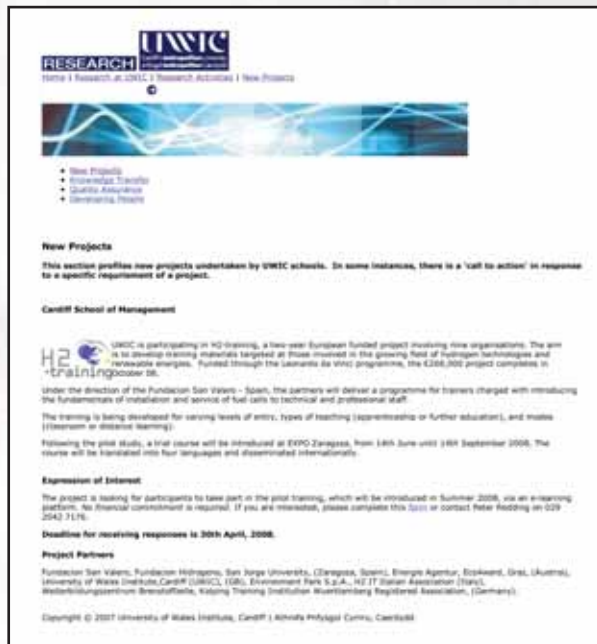 RESEARCH
UWIC
Home | Research at UWIC | Research Activities | New Projects
New Projects
Knowledge Transfer
Quality Assurance
Developing People
New Projects
This section profiles new projects undertaken by UWIC schools. In some instances, there is a 'call to action' in response
to a specific requirement of a project.
Cardiff School of Management
H2
-training
UWIC is participating in H2-training, a two-year European funded project involving nine organisations. The aim
is to develop training materials targeted at those involved in the growing field of hydrogen technologies and
renewable energies. Funded through the Leonardo da Vinci programme, the project completes in
October 08.
Under the direction of the Fundacion San Valero - Spain, the partners will deliver a programme for trainers charged with introducing
the fundamentals of installation and service of fuel cells to technical and professional staff.
The training is being developed for varying levels of entry, types of teaching (apprenticeship or further education), and modes
(classroom or distance learning).
Following the pilot study, a trial course will be introduced at EXPO Zaragoza, from 14th June until 14th September 2008. The
course will be translated into four languages and disseminated internationally.
Expression of Interest
The project is looking for participants to take part in the pilot training, which will be introduced in Summer 2008, via an e-learning
platform. No financial commitment is required. If you are interested, please complete this or contact Peter Redding on 029
2042 7176.
Deadline for receiving responses is 30th April, 2008.
Project Partners
Fundacion San Valero, Fundacion Hidrogeno, San Jorge University, (Zaragoza, Spain), Energie Agentur, EcoAward, Graz, (Austria),
University of Wales Institute,Cardiff (UWIC), (GB), Environment Park S.p.A., H2 IT Italian Association (Italy),
Weiterbildungszentrum Brennstoffzelle, Kolping Training Institution Wuerttemberg Registered Association, (Germany).
Copyright © 2007 University of Wales Institute, Cardiff | Athrofa Prifysgol Cymru, Caerdydd